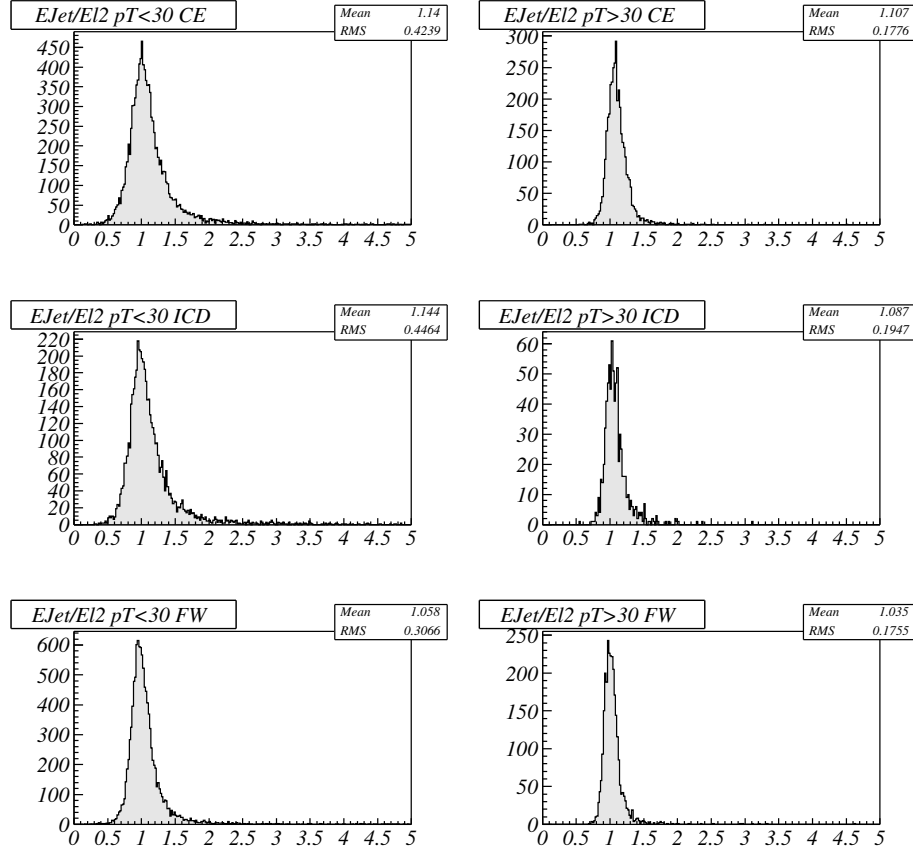 EJet/El2 pT<30 CE
Mean 1.14
RMS 0.4239
450
400
350
300
250
200
150
100
50
0
0 0.5 1 1.5 2 2.5 3 3.5 4 4.5 5
EJet/El2 pT>30 CE
Mean 1.107
RMS 0.1776
300
250
200
150
100
50
0
0 0.5 1 1.5 2 2.5 3 3.5 4 4.5 5
EJet/El2 pT<30 ICD
Mean 1.144
RMS 0.4464
220
200
180
160
140
120
100
80
60
40
20
0
0 0.5 1 1.5 2 2.5 3 3.5 4 4.5 5
EJet/El2 pT>30 ICD
Mean 1.087
RMS 0.1947
60
50
40
30
20
10
0
0 0.5 1 1.5 2 2.5 3 3.5 4 4.5 5
EJet/El2 pT<30 FW
Mean 1.058
RMS 0.3066
600
500
400
300
200
100
0
0 0.5 1 1.5 2 2.5 3 3.5 4 4.5 5
EJet/El2 pT>30 FW
Mean 1.035
RMS 0.1755
250
200
150
100
50
0
0 0.5 1 1.5 2 2.5 3 3.5 4 4.5 5